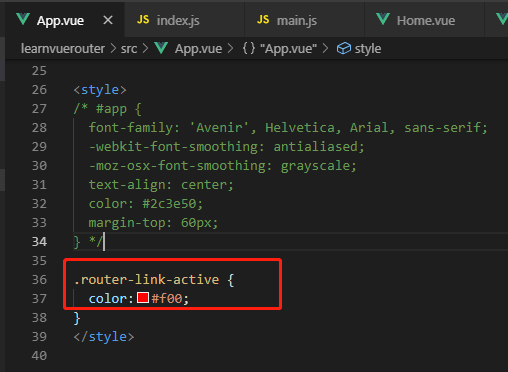 App.vue × JS index.js JS main.js Home.vue
learnvuerouter > src > App.vue > {} "App.vue" > style
25
26 <style>
27 /* #app {
28 font-family: 'Avenir', Helvetica, Arial, sans-serif;
29 -webkit-font-smoothing: antialiased;
30 -moz-osx-font-smoothing: grayscale;
31 text-align: center;
32 color: #2c3e50;
33 margin-top: 60px;
34 } */
35
36 .router-link-active {
37 color: #f00;
38 }
39 </style>
40